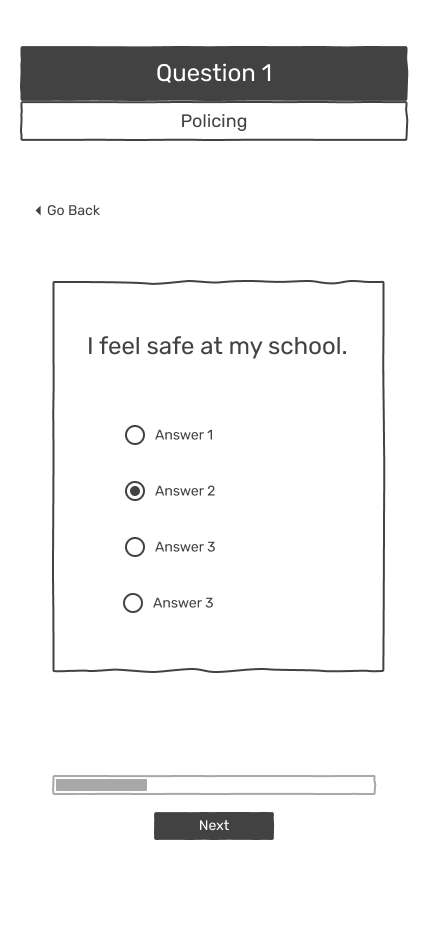 Question 1
Policing
Go Back
I feel safe at my school.
Answer 1
Answer 2
Answer 3
Answer 3
Next